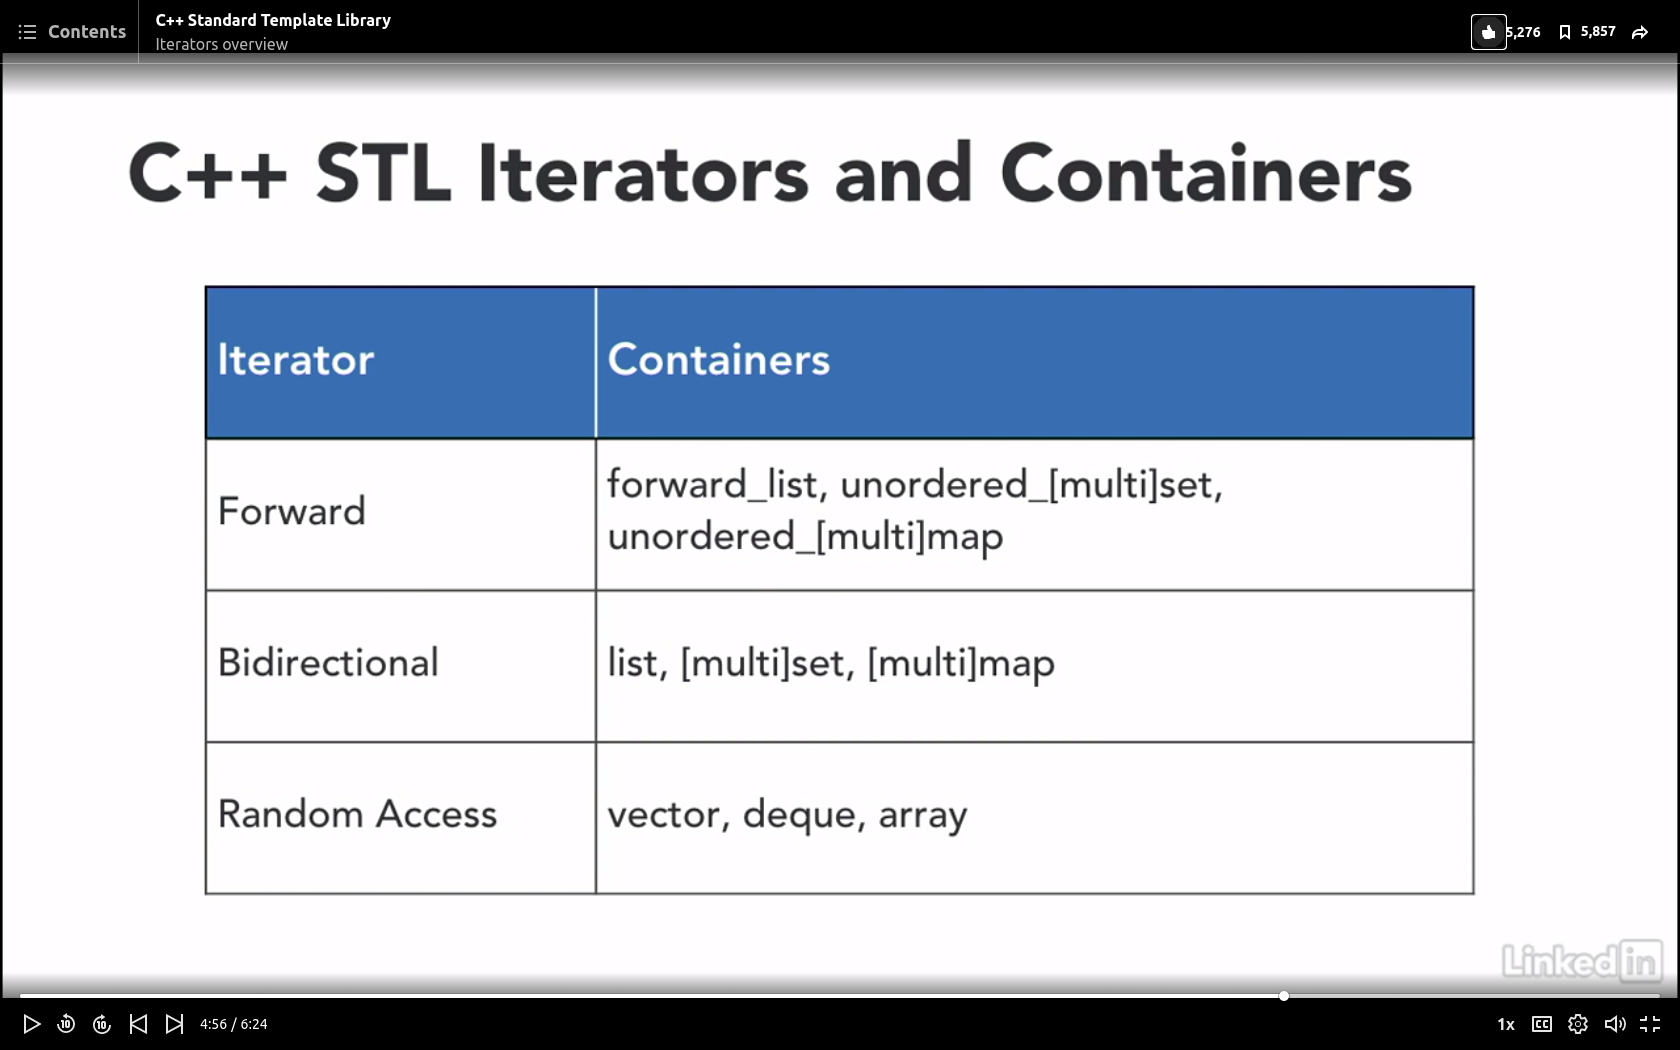 Contents
C++ Standard Template Library
Iterators overview
5,276
5,857
C++ STL Iterators and Containers
Iterator
Containers
Forward
forward_list, unordered_[multi]set,
unordered_[multi]map
Bidirectional
list, [multi]set, [multi]map
Random Access
vector, deque, array
Linkedin
10
10
4:56 / 6:24
1x
CC